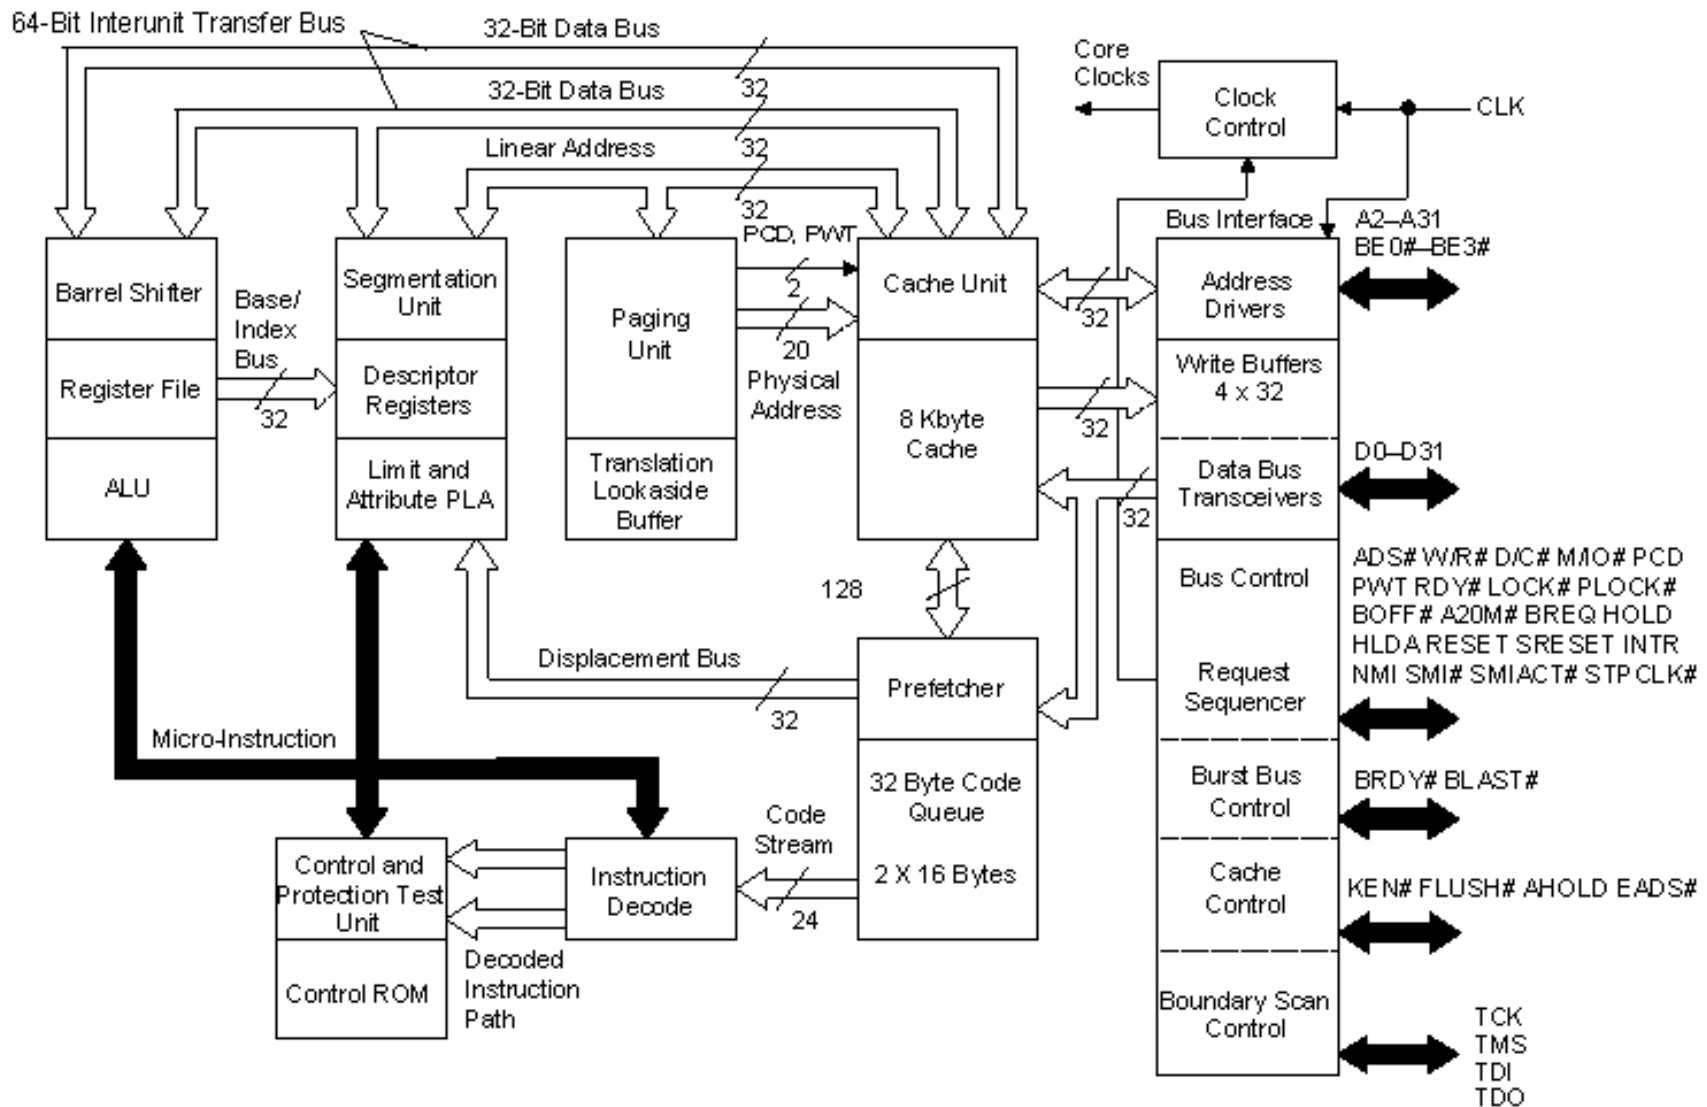 64-Bit Interunit Transfer Bus
32-Bit Data Bus
32
32-Bit Data Bus
32
Linear Address
32
PCD, PWT
2
20
Physical
Address
Core
Clocks
Clock
Control
CLK
Bus Interface
A2–A31
BE0#–BE3#
Barrel Shifter
Register File
ALU
Base/
Index
Bus
32
Segmentation
Unit
Descriptor
Registers
Limit and
Attribute PLA
Paging
Unit
Translation
Lookaside
Buffer
Cache Unit
8 Kbyte
Cache
32
32
32
Address
Drivers
Write Buffers
4 x 32
Data Bus
Transceivers
D0–D31
Bus Control
Request
Sequencer
ADS# W/R# D/C# M/IO# PCD
PWT RDY# LOCK# PLOCK#
BOFF# A20M# BREQ HOLD
HLDA RESET SRESET INTR
NMI SMI# SMIACT# STPCLK#
128
Displacement Bus
32
Prefetcher
Micro-Instruction
32 Byte Code
Queue
2 X 16 Bytes
Code
Stream
24
Burst Bus
Control
BRDY# BLAST#
Control and
Protection Test
Unit
Control ROM
Instruction
Decode
Decoded
Instruction
Path
Cache
Control
KEN# FLUSH# AHOLD EADS#
Boundary Scan
Control
TCK
TMS
TDI
TDO